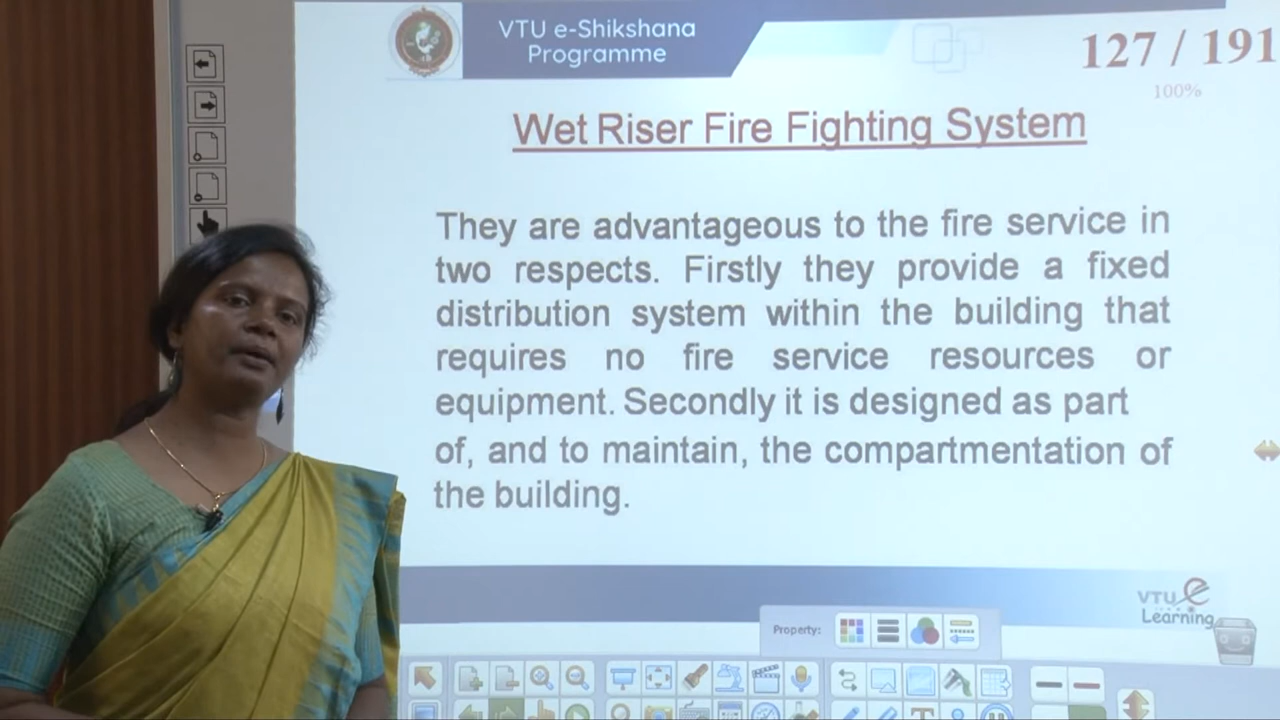 VTU e-Shikshana
Programme
127 / 191
100%
Wet Riser Fire Fighting System
They are advantageous to the fire service in
two respects. Firstly they provide a fixed
distribution system within the building that
requires no fire service resources or
equipment. Secondly it is designed as part
of, and to maintain, the compartmentation of
the building.
VTU e
Learning
Property: